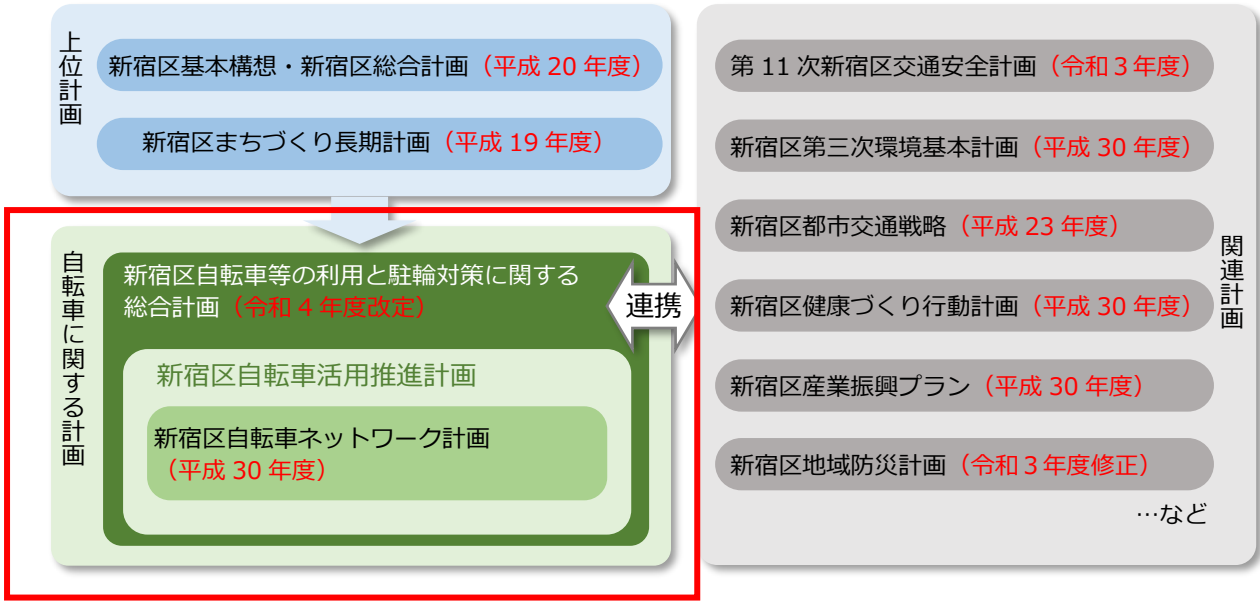 上位計画
新宿区基本構想・新宿区総合計画（平成 20 年度）
新宿区まちづくり長期計画（平成 19 年度）
自転車に関する計画
新宿区自転車等の利用と駐輪対策に関する
総合計画（令和 4 年度改定）
新宿区自転車活用推進計画
新宿区自転車ネットワーク計画
（平成 30 年度）
連携
第 11 次新宿区交通安全計画（令和３年度）
新宿区第三次環境基本計画（平成 30 年度）
新宿区都市交通戦略（平成 23 年度）
新宿区健康づくり行動計画（平成 30 年度）
新宿区産業振興プラン（平成 30 年度）
新宿区地域防災計画（令和３年度修正）
…など
関連計画